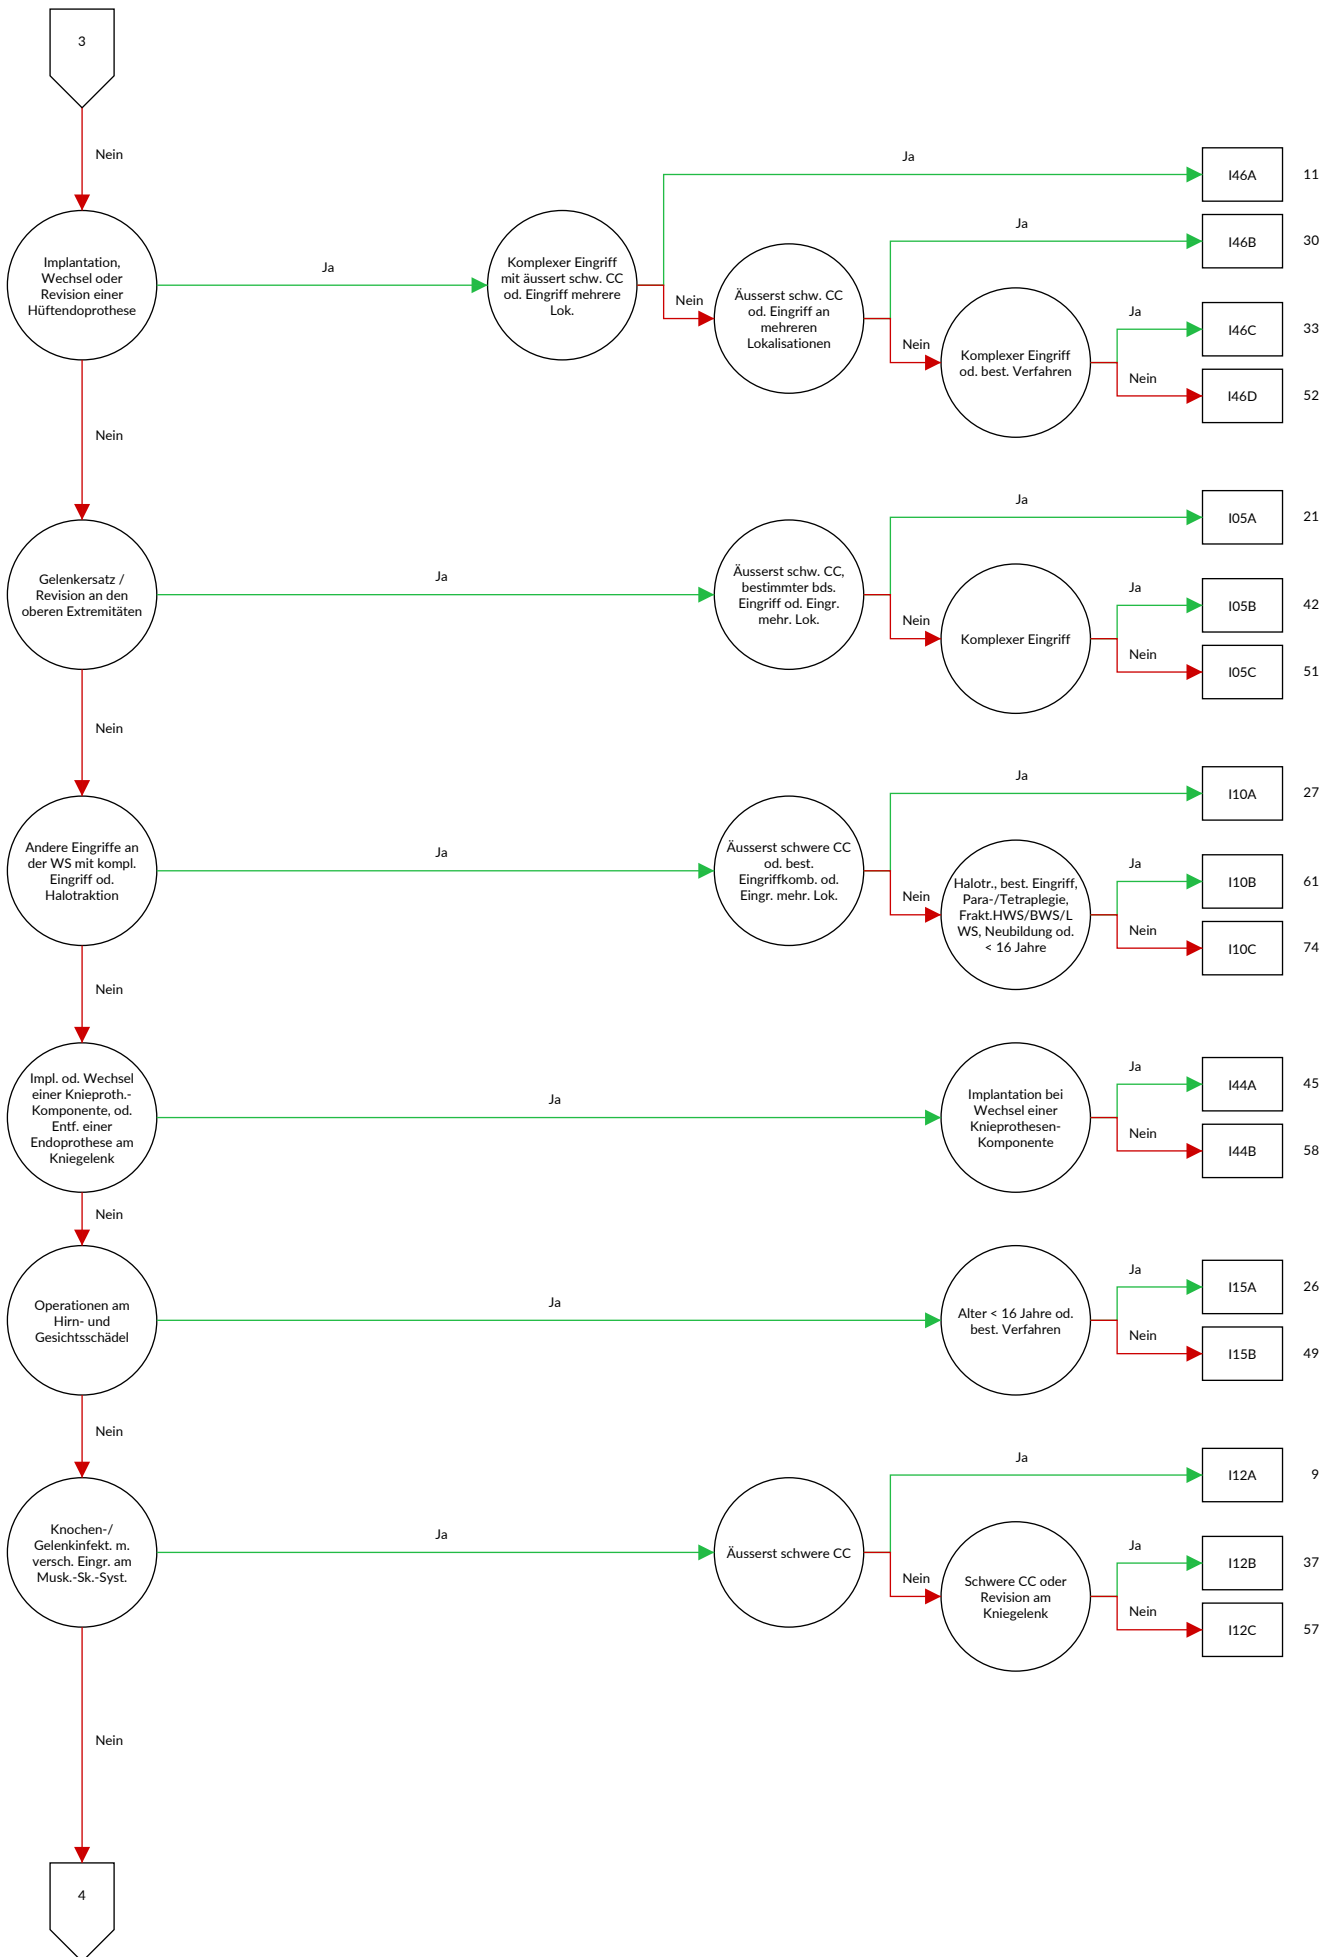 3
Nein
Implantation,
Wechsel oder
Revision einer
Hüftendoprothese
Ja
Komplexer Eingriff
mit äussert schw. CC
od. Eingriff mehrere
Lok.
Ja
I46A
11
Nein
Äusserst schw. CC
od. Eingriff an
mehreren
Lokalisationen
Ja
I46B
30
Nein
Komplexer Eingriff
od. best. Verfahren
Ja
I46C
33
Nein
I46D
52
Nein
Gelenkersatz /
Revision an den
oberen Extremitäten
Ja
Äusserst schw. CC,
bestimmter bds.
Eingriff od. Eingr.
mehr. Lok.
Ja
I05A
21
Nein
Komplexer Eingriff
Ja
I05B
42
Nein
I05C
51
Nein
Andere Eingriffe an
der WS mit kompl.
Eingriff od.
Halotraktion
Ja
Äusserst schwere CC
od. best.
Eingriffkomb. od.
Eingr. mehr. Lok.
Ja
I10A
27
Nein
Halotr., best. Eingriff,
Para-/Tetraplegie,
Frakt.HWS/BWS/L
WS, Neubildung od.
< 16 Jahre
Ja
I10B
61
Nein
I10C
74
Nein
Impl. od. Wechsel
einer Knieproth.-
Komponente, od.
Entf. einer
Endoprothese am
Kniegelenk
Ja
Implantation bei
Wechsel einer
Knieprothesen-
Komponente
Ja
I44A
45
Nein
I44B
58
Nein
Operationen am
Hirn- und
Gesichtsschädel
Ja
Alter < 16 Jahre od.
best. Verfahren
Ja
I15A
26
Nein
I15B
49
Nein
Knochen-/
Gelenkinfekt. m.
versch. Eingr. am
Musk.-Sk.-Syst.
Ja
Äusserst schwere CC
Ja
I12A
9
Nein
Schwere CC oder
Revision am
Kniegelenk
Ja
I12B
37
Nein
I12C
57
Nein
4